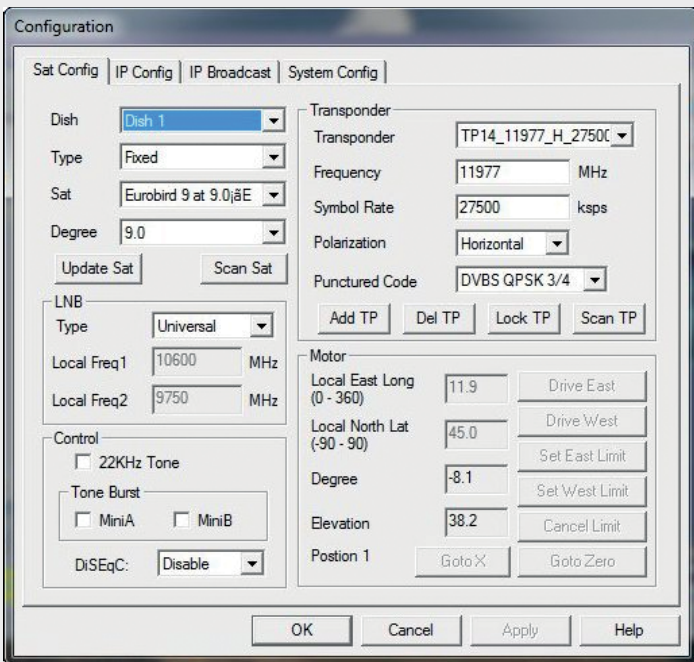 Configuration
Sat Config IP Config IP Broadcast System Config
Dish Dish 1
Type Fixed
Sat Eurobird 9 at 9.0¡ãE
Degree 9.0
Update Sat Scan Sat
LNB
Type Universal
Local Freq1 10600 MHz
Local Freq2 9750 MHz
Control
22KHz Tone
Tone Burst
MiniA MiniB
DiSEqC: Disable
Transponder
Transponder TP14_11977_H_2750
Frequency 11977 MHz
Symbol Rate 27500 ksps
Polarization Horizontal
Punctured Code DVBS QPSK 3/4
Add TP Del TP Lock TP Scan TP
Motor
Local East Long
(0 - 360) 11.9 Drive East
Local North Lat
(-90 - 90) 45.0 Drive West
Set East Limit
Degree -8.1 Set West Limit
Elevation 38.2 Cancel Limit
Postion 1 Goto X Goto Zero
OK Cancel Apply Help